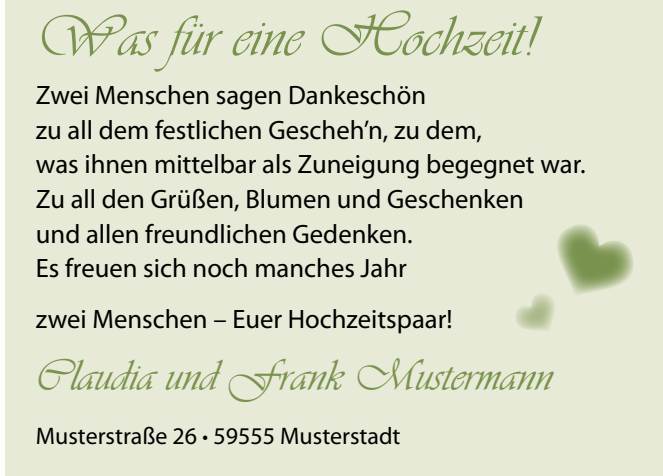 Was für eine Hochzeit!
Zwei Menschen sagen Dankeschön
zu all dem festlichen Gescheh’n, zu dem,
was ihnen mittelbar als Zuneigung begegnet war.
Zu all den Grüßen, Blumen und Geschenken
und allen freundlichen Gedenken.
Es freuen sich noch manches Jahr
zwei Menschen – Euer Hochzeitspaar!
Claudia und Frank Mustermann
Musterstraße 26 • 59555 Musterstadt